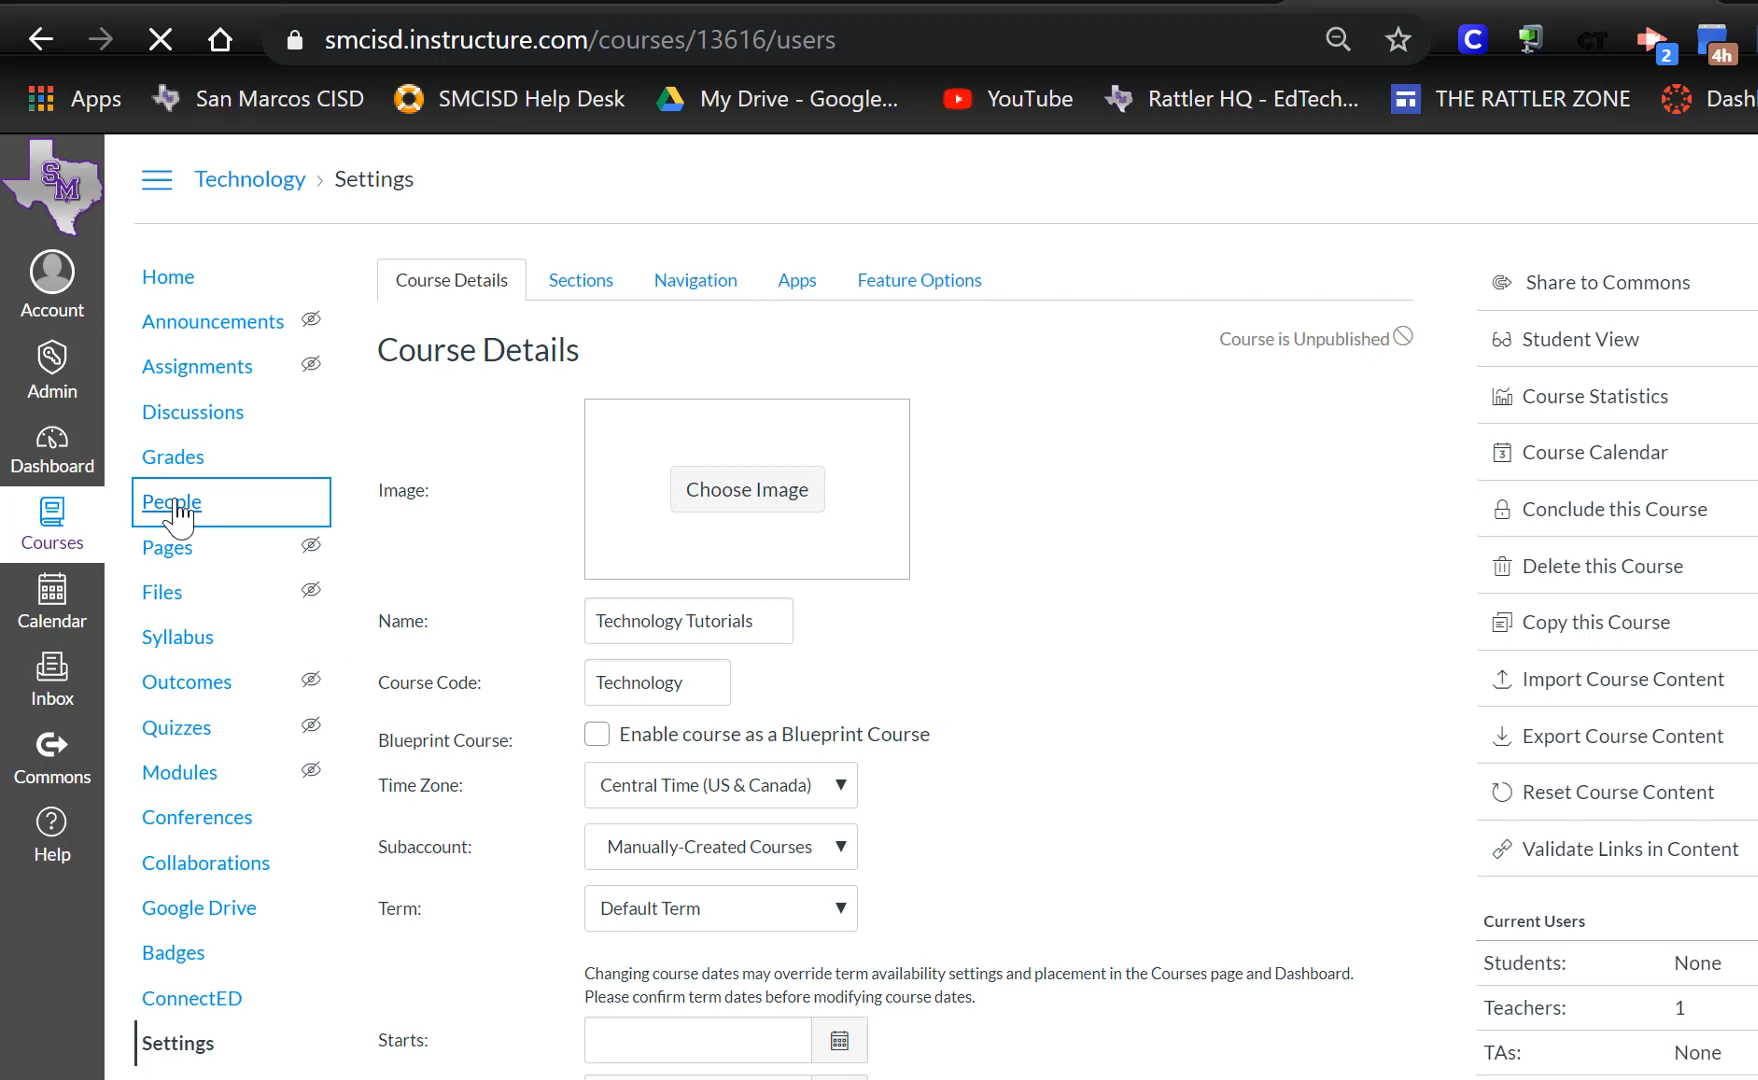 smcisd.instructure.com/courses/13616/users
2
4h
Apps San Marcos CISD SMCISD Help Desk My Drive - Google... YouTube Rattler HQ - EdTech... THE RATTLER ZONE Dash
SM
Technology › Settings
Account
Admin
Dashboard
Courses
Calendar
Inbox
Commons
Help
Home
Announcements
Assignments
Discussions
Grades
People
Pages
Files
Syllabus
Outcomes
Quizzes
Modules
Conferences
Collaborations
Google Drive
Badges
ConnectED
Settings
Course Details Sections Navigation Apps Feature Options
Course Details
Course is Unpublished
Image: Choose Image
Name: Technology Tutorials
Course Code: Technology
Blueprint Course: Enable course as a Blueprint Course
Time Zone: Central Time (US & Canada)
Subaccount: Manually-Created Courses
Term: Default Term
Changing course dates may override term availability settings and placement in the Courses page and Dashboard.
Please confirm term dates before modifying course dates.
Starts:
Share to Commons
Student View
Course Statistics
Course Calendar
Conclude this Course
Delete this Course
Copy this Course
Import Course Content
Export Course Content
Reset Course Content
Validate Links in Content
Current Users
Students: None
Teachers: 1
TAs: None